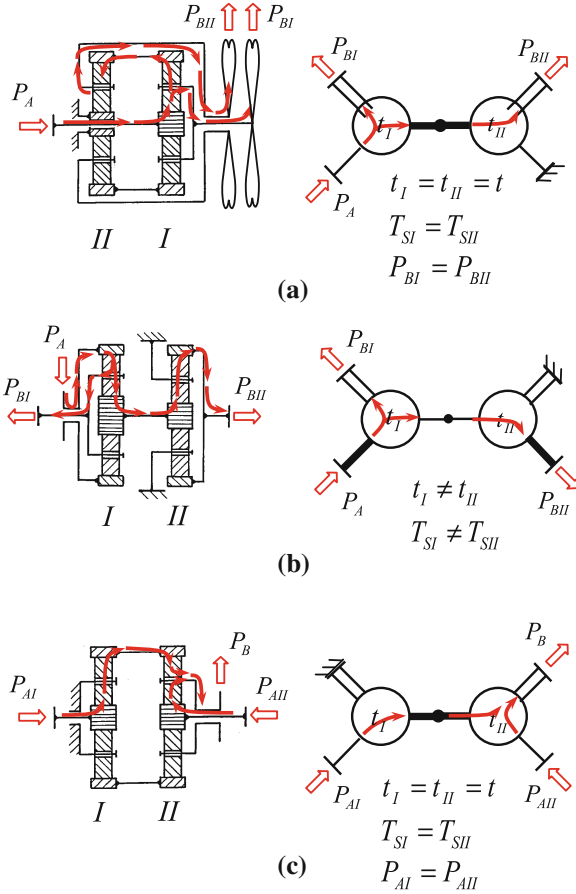 P_BII P_BI
P_A
II I
P_BI P_BII
t_I t_II
P_A
t_I = t_II = t
T_SI = T_SII
P_BI = P_BII
(a)
P_A
P_BI P_BII
I II
P_BI
t_I t_II
P_A P_BII
t_I ≠ t_II
T_SI ≠ T_SII
(b)
P_B
P_AI P_AII
I II
P_B
t_I t_II
P_AI P_AII
t_I = t_II = t
T_SI = T_SII
P_AI = P_AII
(c)